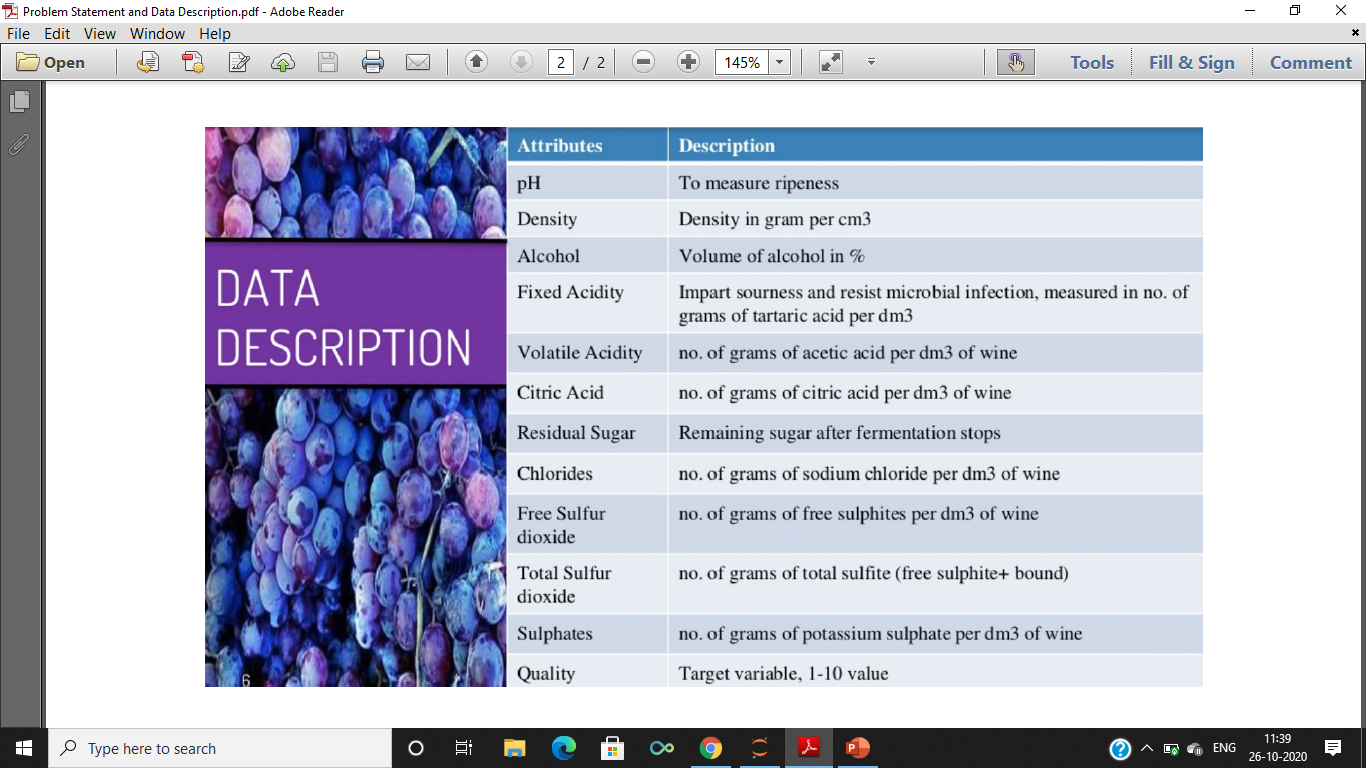 Problem Statement and Data Description.pdf - Adobe Reader
File Edit View Window Help
Open
2 / 2
145%
Tools
Fill & Sign
Comment
DATA
DESCRIPTION
6
Attributes Description
pH To measure ripeness
Density Density in gram per cm3
Alcohol Volume of alcohol in %
Fixed Acidity Impart sourness and resist microbial infection, measured in no. of
grams of tartaric acid per dm3
Volatile Acidity no. of grams of acetic acid per dm3 of wine
Citric Acid no. of grams of citric acid per dm3 of wine
Residual Sugar Remaining sugar after fermentation stops
Chlorides no. of grams of sodium chloride per dm3 of wine
Free Sulfur no. of grams of free sulphites per dm3 of wine
dioxide
Total Sulfur no. of grams of total sulfite (free sulphite+ bound)
dioxide
Sulphates no. of grams of potassium sulphate per dm3 of wine
Quality Target variable, 1-10 value
Type here to search
ENG
11:39
26-10-2020